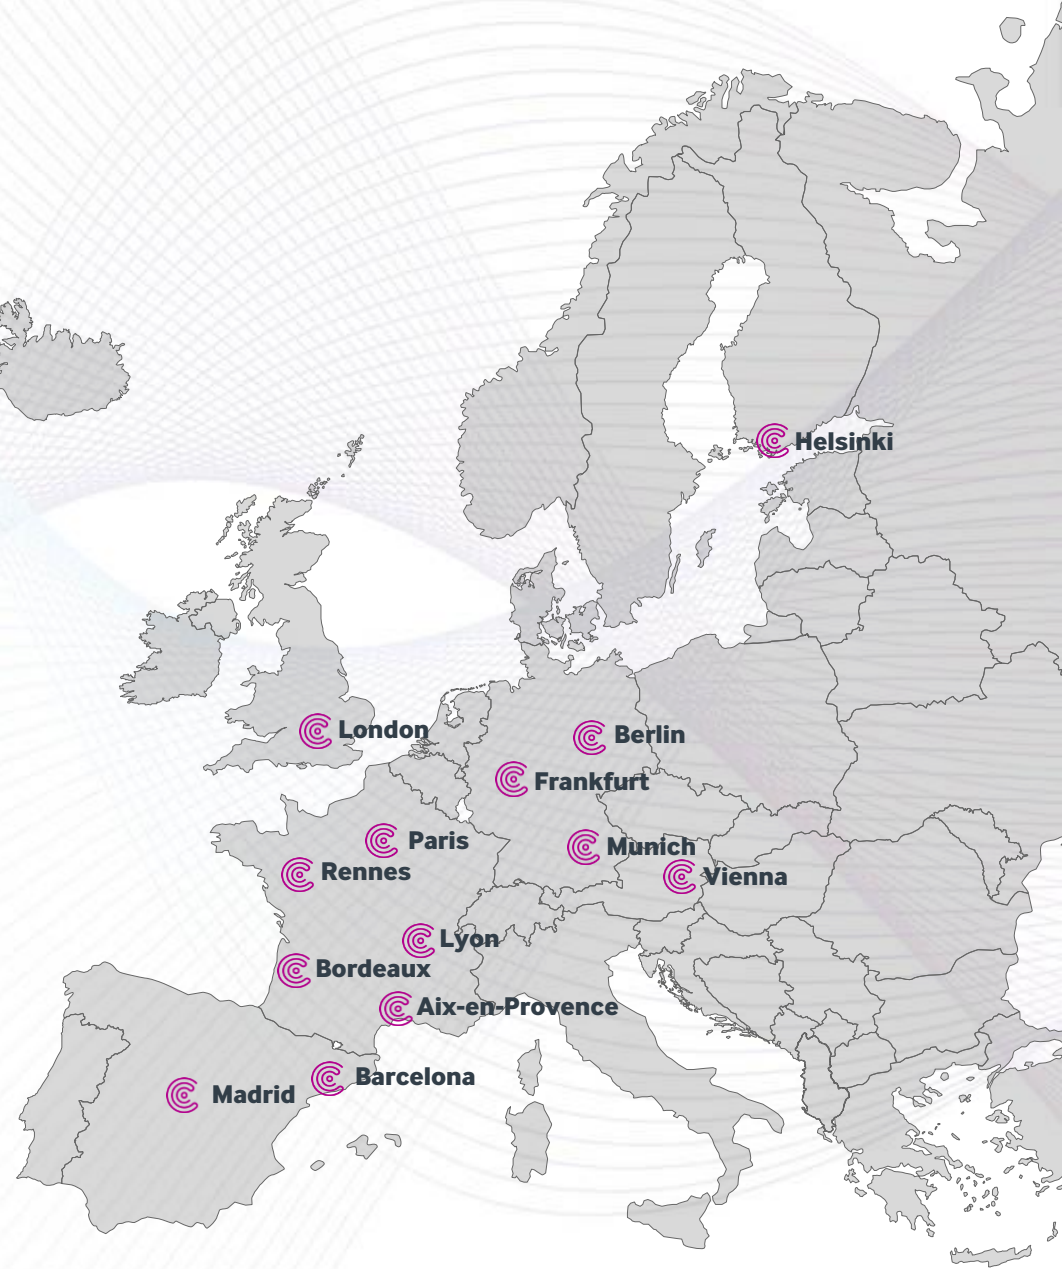 Helsinki
London
Berlin
Frankfurt
Paris
Munich
Rennes
Vienna
Lyon
Bordeaux
Aix-en-Provence
Barcelona
Madrid